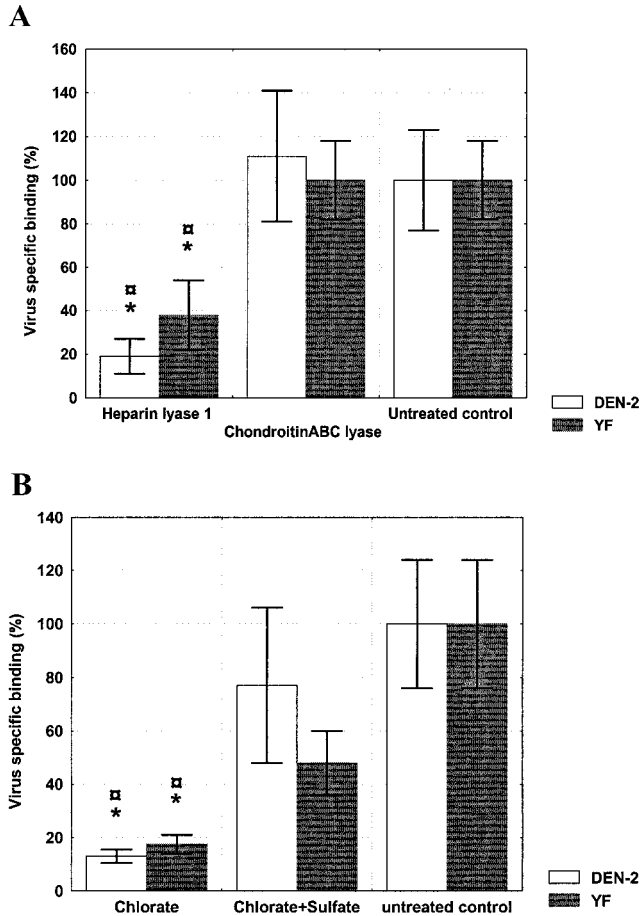 A
Virus specific binding (%)
160
140
120
100
80
60
40
20
0
¤
*
¤
*
Heparin lyase 1
ChondroitinABC lyase
Untreated control
DEN-2
YF
B
Virus specific binding (%)
140
120
100
80
60
40
20
0
¤
*
¤
*
Chlorate
Chlorate+Sulfate
untreated control
DEN-2
YF